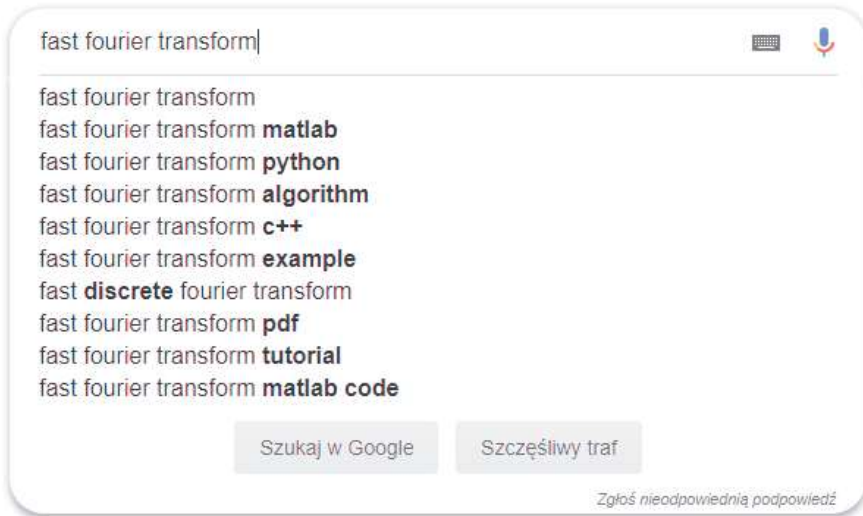 fast fourier transform
fast fourier transform
fast fourier transform matlab
fast fourier transform python
fast fourier transform algorithm
fast fourier transform c++
fast fourier transform example
fast discrete fourier transform
fast fourier transform pdf
fast fourier transform tutorial
fast fourier transform matlab code
Szukaj w Google Szczęśliwy traf
Zgłoś nieodpowiednią podpowiedź